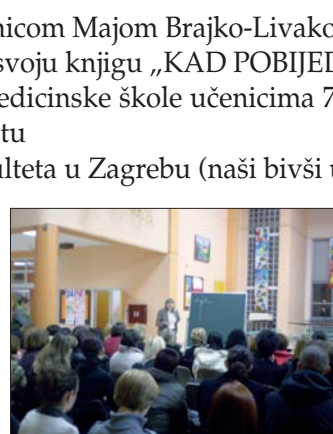 nicom Majom Brajko-Livako
svoju knjigu „KAD POBIJED
edicinske škole učenicima 7
tu
ulteta u Zagrebu (naši bivši u